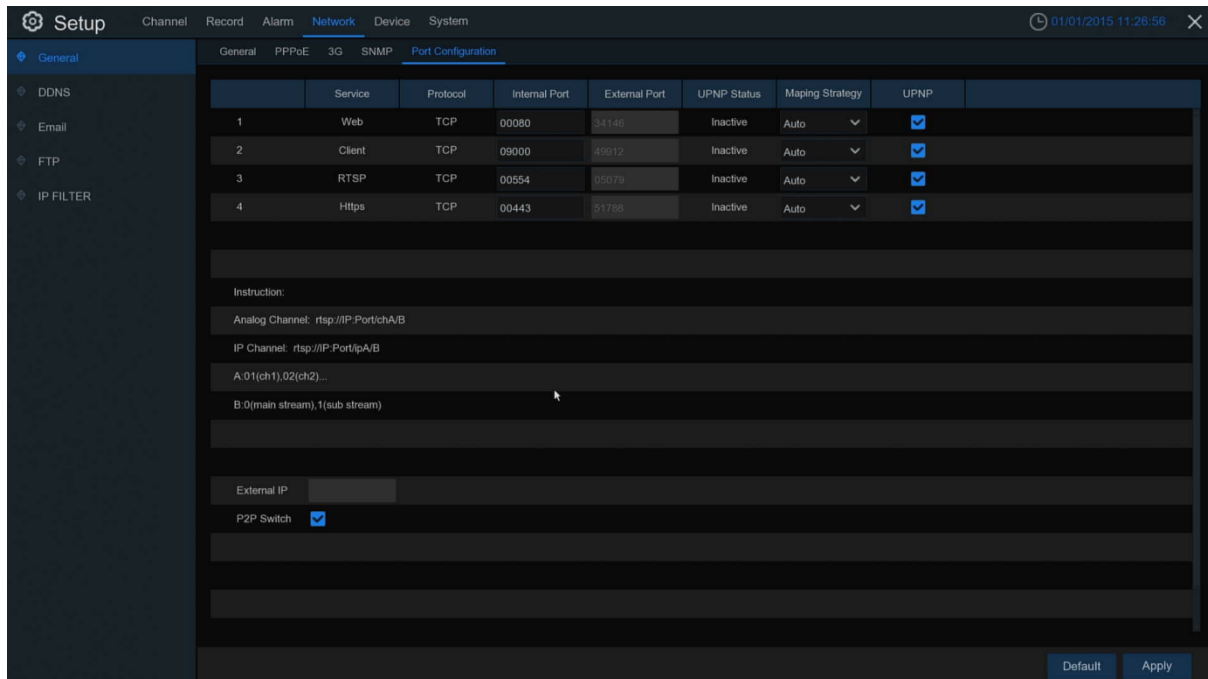 Setup Channel Record Alarm Network Device System 01/01/2015 11:26:56
General
DDNS
Email
FTP
IP FILTER
General PPPoE 3G SNMP Port Configuration
Service Protocol Internal Port External Port UPNP Status Maping Strategy UPNP
1 Web TCP 00080 34146 Inactive Auto
2 Client TCP 09000 49912 Inactive Auto
3 RTSP TCP 00554 05079 Inactive Auto
4 Https TCP 00443 51788 Inactive Auto
Instruction:
Analog Channel: rtsp://IP:Port/chA/B
IP Channel: rtsp://IP:Port/ipA/B
A:01(ch1),02(ch2)...
B:0(main stream),1(sub stream)
External IP
P2P Switch
Default Apply